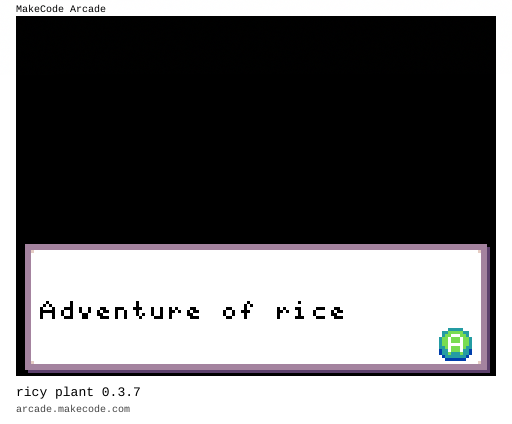 MakeCode Arcade
Adventure of rice
A
ricy plant 0.3.7
arcade.makecode.com